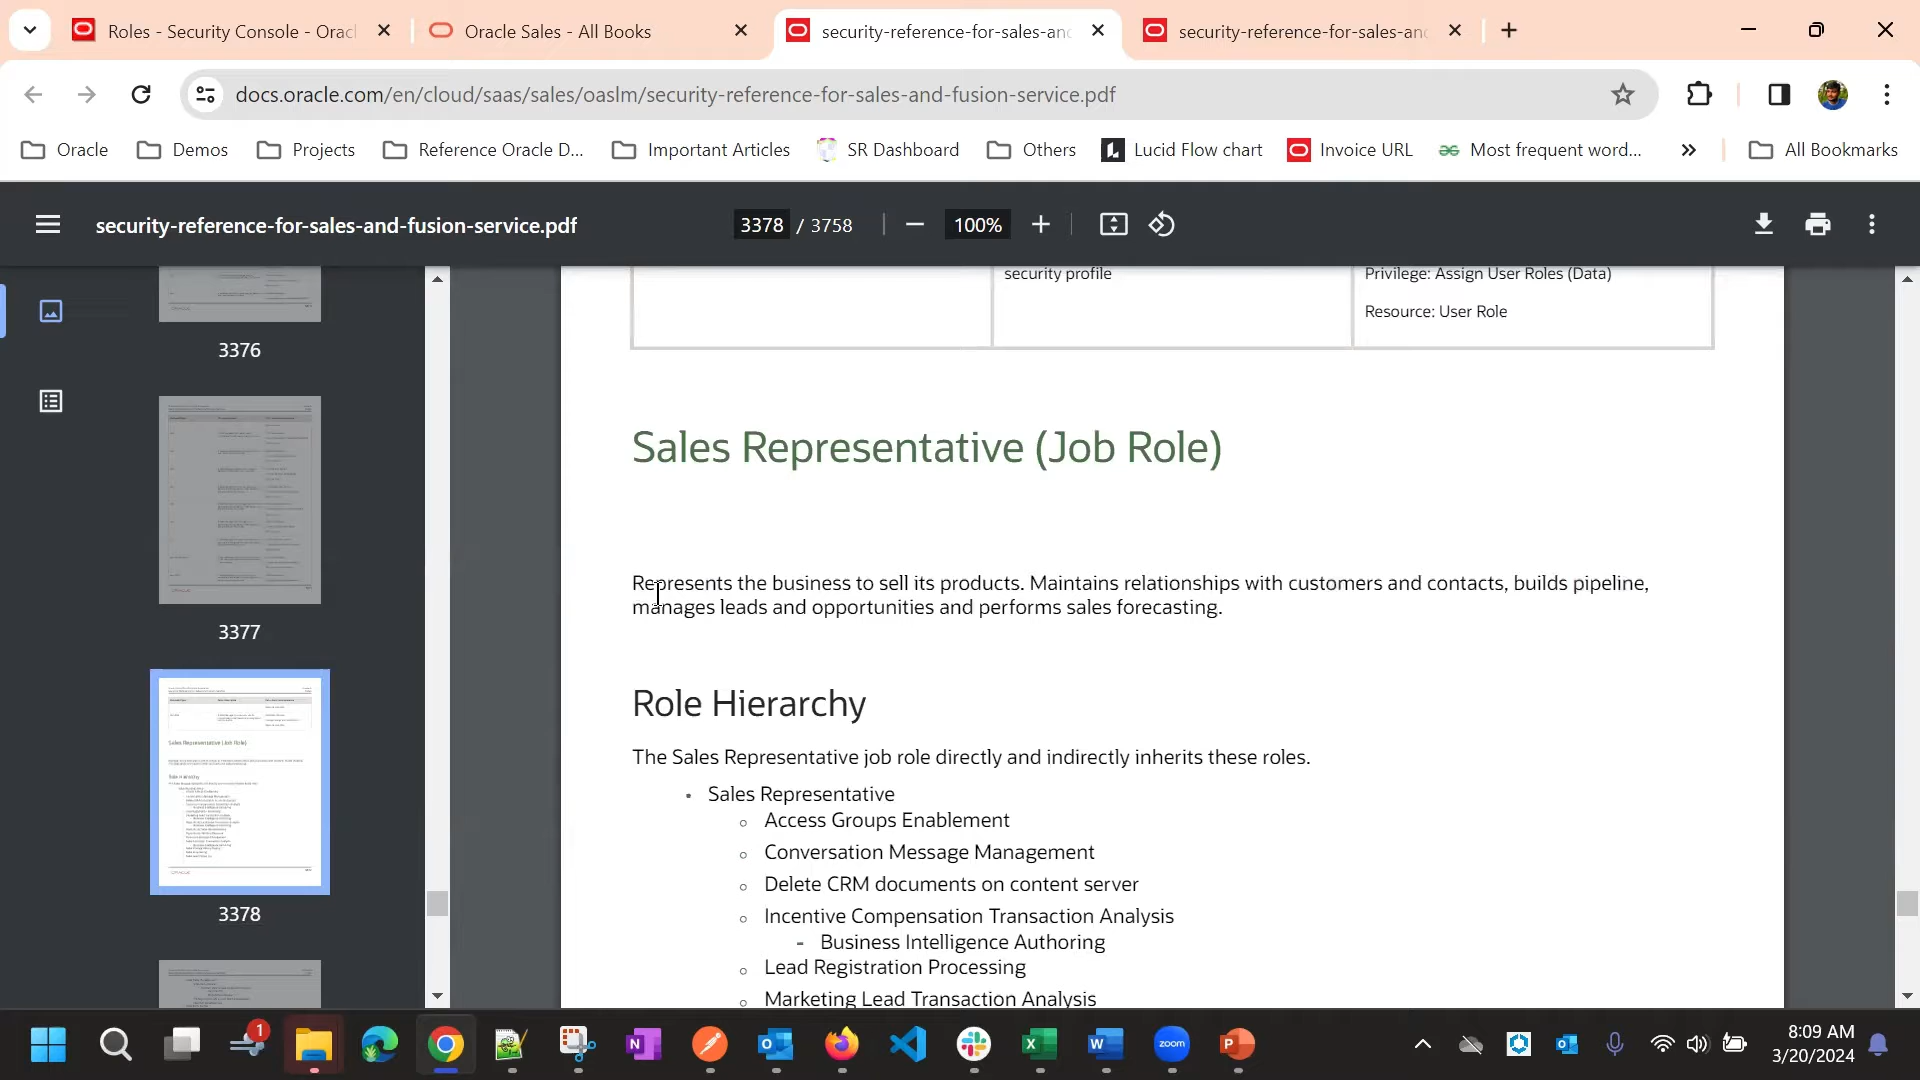 Roles - Security Console - Orac
Oracle Sales - All Books
security-reference-for-sales-and
security-reference-for-sales-and
docs.oracle.com/en/cloud/saas/sales/oaslm/security-reference-for-sales-and-fusion-service.pdf
Oracle
Demos
Projects
Reference Oracle D...
Important Articles
SR Dashboard
Others
Lucid Flow chart
Invoice URL
Most frequent word...
All Bookmarks
security-reference-for-sales-and-fusion-service.pdf
3378 / 3758
100%
3376
3377
3378
security profile
Privilege: Assign User Roles (Data)
Resource: User Role
Sales Representative (Job Role)
Represents the business to sell its products. Maintains relationships with customers and contacts, builds pipeline,
manages leads and opportunities and performs sales forecasting.
Role Hierarchy
The Sales Representative job role directly and indirectly inherits these roles.
Sales Representative
Access Groups Enablement
Conversation Message Management
Delete CRM documents on content server
Incentive Compensation Transaction Analysis
Business Intelligence Authoring
Lead Registration Processing
Marketing Lead Transaction Analysis
1
zoom
8:09 AM
3/20/2024